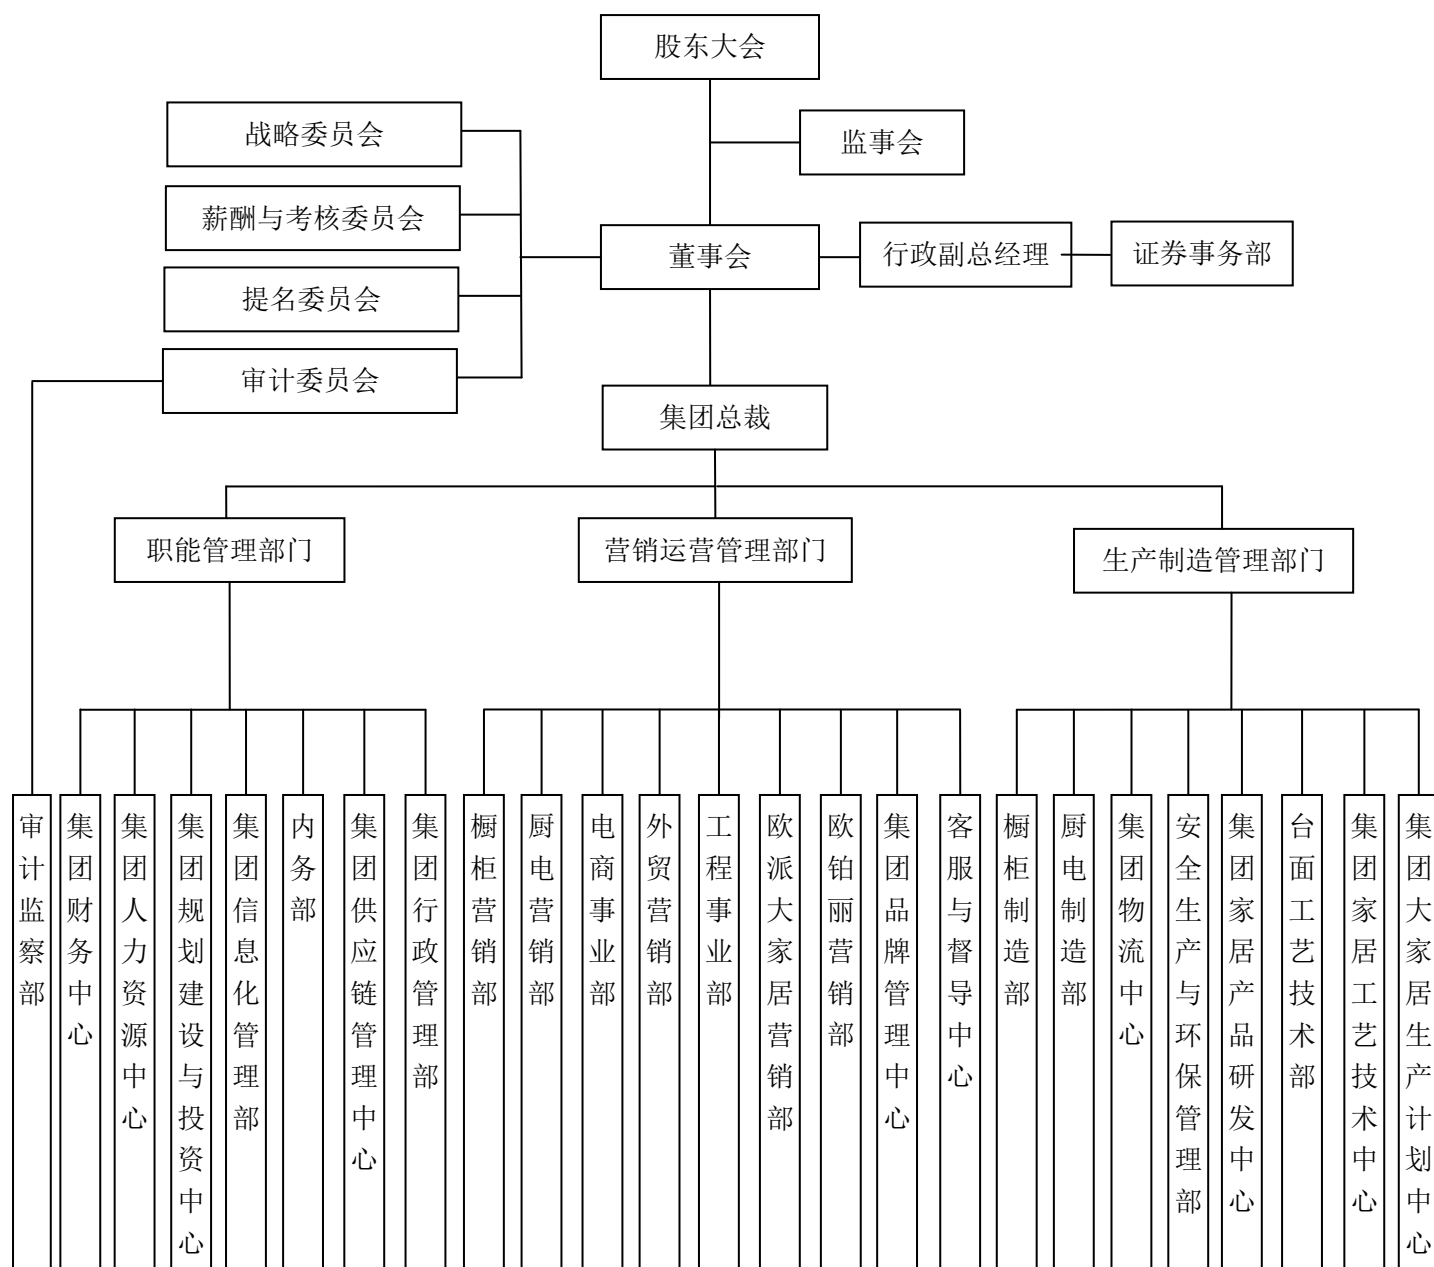 股东大会
战略委员会
监事会
薪酬与考核委员会
董事会
行政副总经理
证券事务部
提名委员会
审计委员会
集团总裁
职能管理部门
营销运营管理部门
生产制造管理部门
审计监察部
集团财务中心
集团人力资源中心
集团规划建设与投资中心
集团信息化管理部
内务部
集团供应链管理中心
集团行政管理部
橱柜营销部
厨电营销部
电商事业部
外贸营销部
工程事业部
欧派大家居营销部
欧铂丽营销部
集团品牌管理中心
客服与督导中心
橱柜制造部
厨电制造部
集团物流中心
安全生产与环保管理部
集团家居产品研发中心
台面工艺技术部
集团家居工艺技术中心
集团大家居生产计划中心